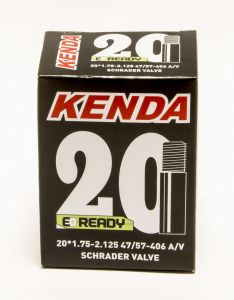 20
E READY
20*1.75-2.125 47/57-406 A/V
SCHRADER VALVE
KENDA
20
E READY
20*1.75-2.125 47/57-406 A/V
SCHRADER VALVE